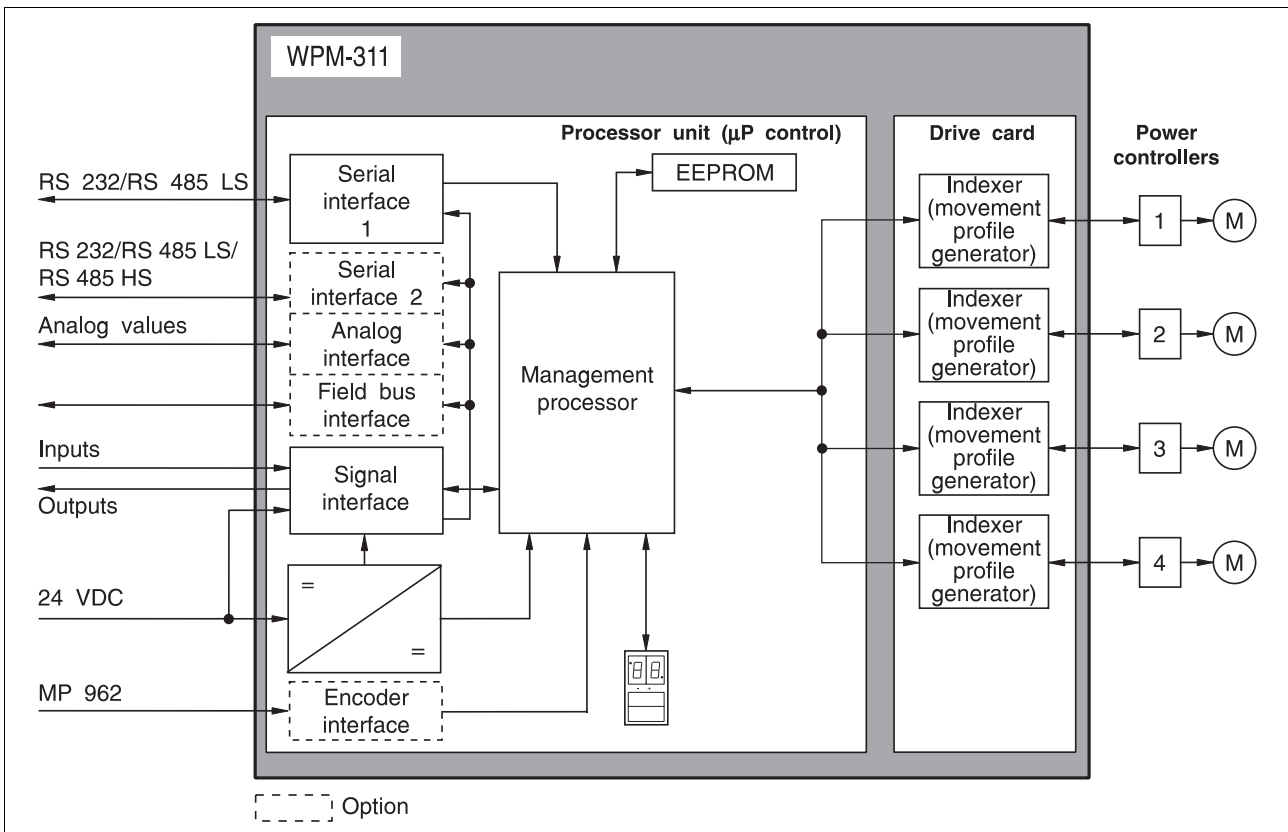 WPM-311
Processor unit (µP control)
Drive card
Power
controllers
RS 232/RS 485 LS
Serial
interface
1
EEPROM
Indexer
(movement
profile
generator)
1
M
RS 232/RS 485 LS/
RS 485 HS
Serial
interface 2
Analog values
Analog
interface
Field bus
interface
Management
processor
Indexer
(movement
profile
generator)
2
M
Inputs
Outputs
Signal
interface
Indexer
(movement
profile
generator)
3
M
24 VDC
=
=
Indexer
(movement
profile
generator)
4
M
MP 962
Encoder
interface
8 8.
- +
Option